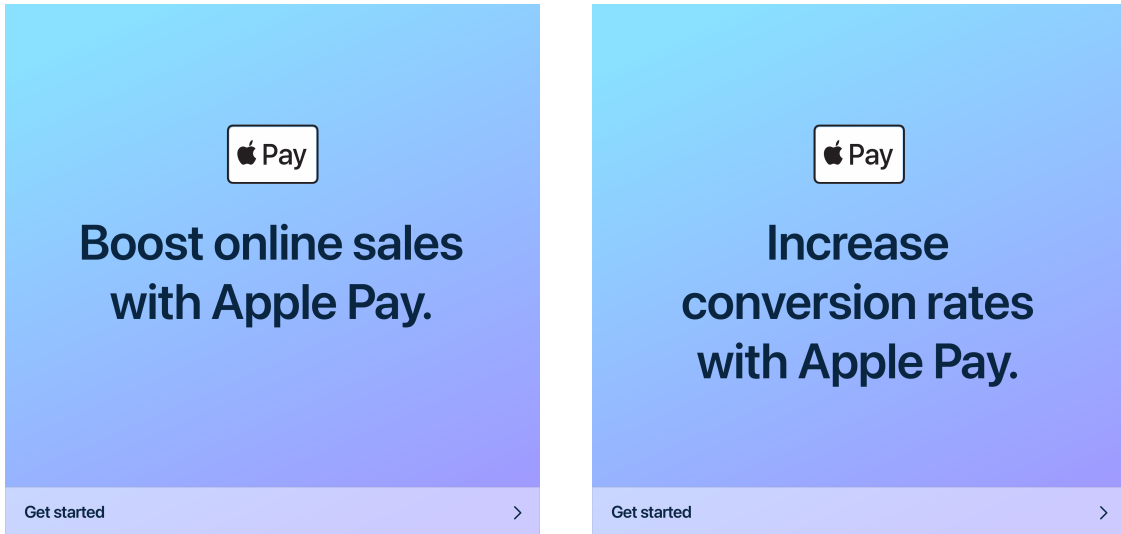 Pay
Boost online sales
with Apple Pay.
Get started
Pay
Increase
conversion rates
with Apple Pay.
Get started